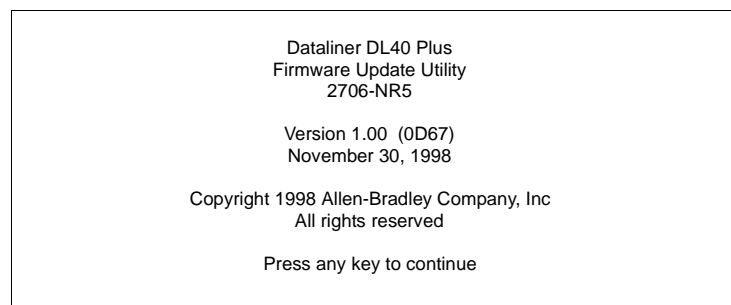 Dataliner DL40 Plus
Firmware Update Utility
2706-NR5
Version 1.00 (0D67)
November 30, 1998
Copyright 1998 Allen-Bradley Company, Inc
All rights reserved
Press any key to continue